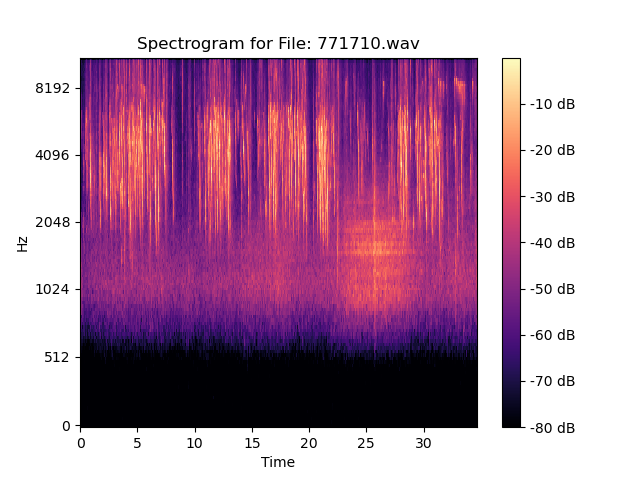 Spectrogram for File: 771710.wav
8192
4096
2048
1024
512
0
Hz
0 5 10 15 20 25 30
Time
-10 dB
-20 dB
-30 dB
-40 dB
-50 dB
-60 dB
-70 dB
-80 dB